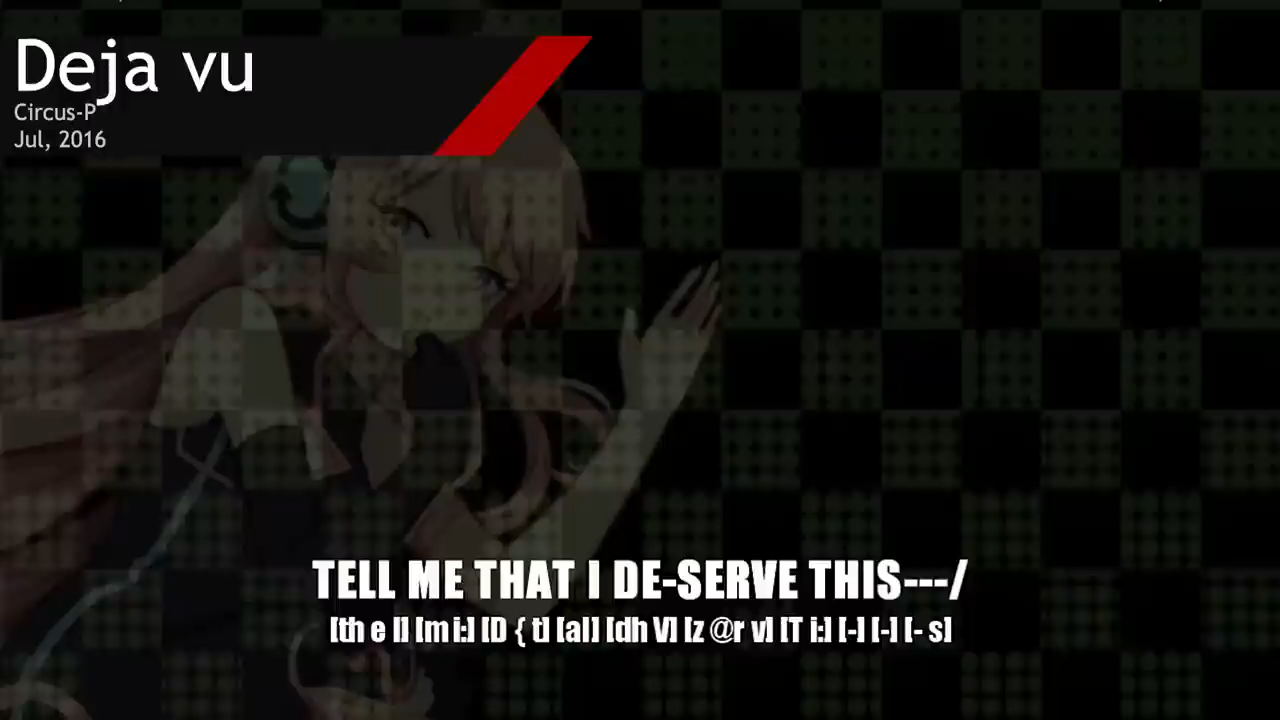 Deja vu
Circus-P
Jul, 2016
TELL ME THAT I DE-SERVE THIS---/
[th e l] [m i:] [D { t] [aI] [dh V] [z @r v] [T i:] [-] [-] [- s]